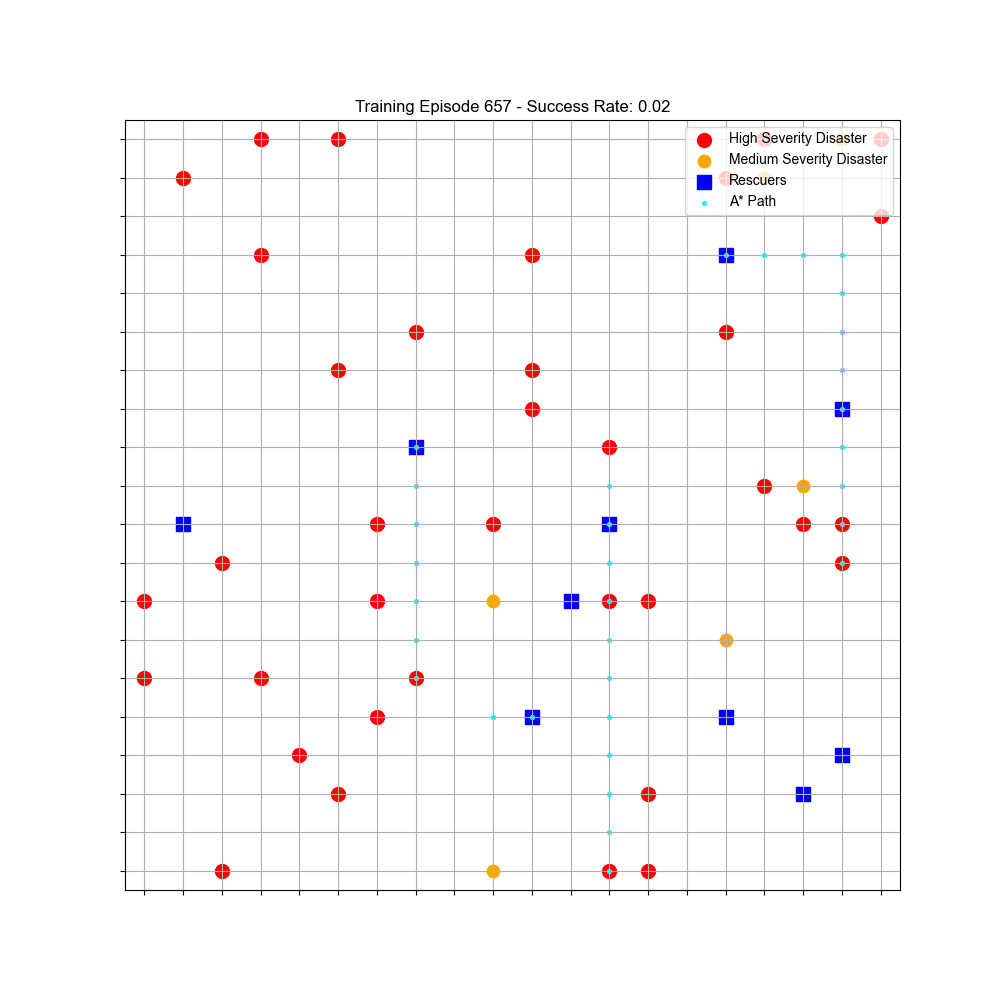 Training Episode 657 - Success Rate: 0.02
High Severity Disaster
Medium Severity Disaster
Rescuers
A* Path